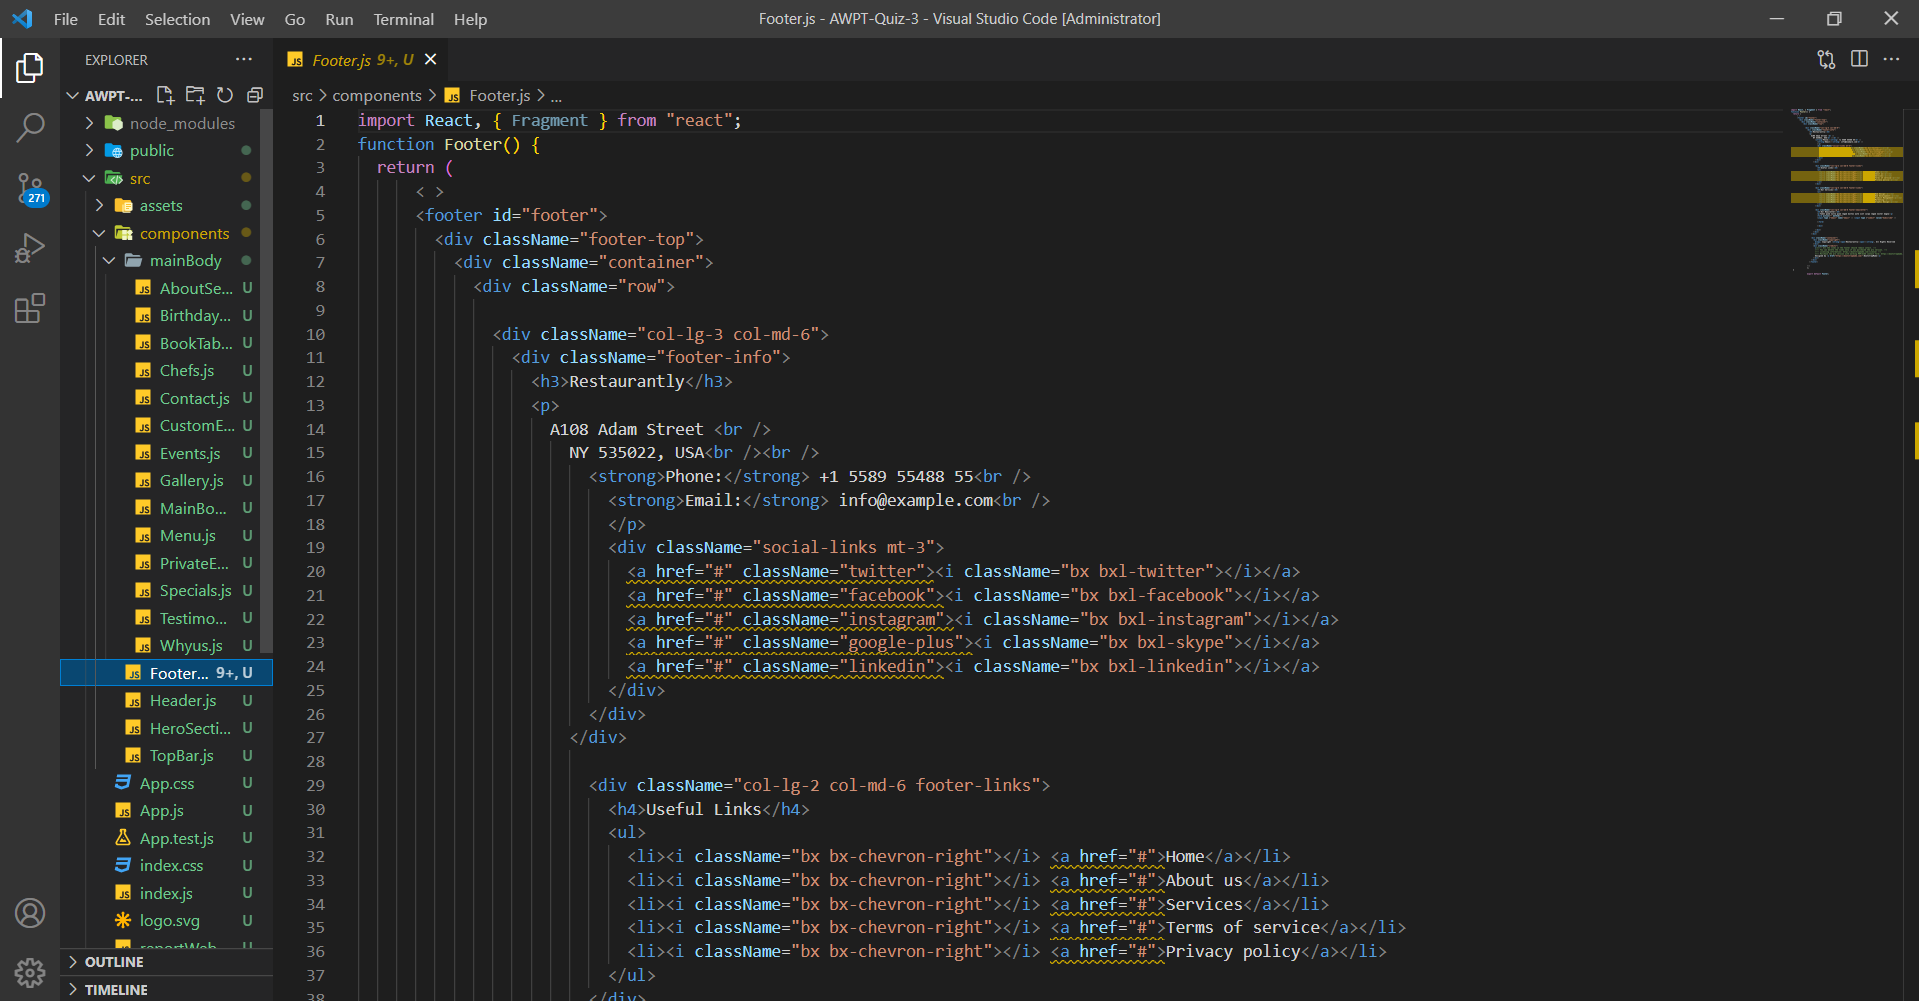 File Edit Selection View Go Run Terminal Help
Footer.js - AWPT-Quiz-3 - Visual Studio Code [Administrator]
EXPLORER
AWPT-...
node_modules
public
src
assets
components
mainBody
AboutSe... U
Birthday... U
BookTab... U
Chefs.js U
Contact.js U
CustomE... U
Events.js U
Gallery.js U
MainBo... U
Menu.js U
PrivateE... U
Specials.js U
Testimo... U
Whyus.js U
Footer... 9+, U
Header.js U
HeroSecti... U
TopBar.js U
App.css U
App.js U
App.test.js U
index.css U
index.js U
logo.svg U
reportWeb U
OUTLINE
TIMELINE
271
JS Footer.js 9+, U
src > components > JS Footer.js > ...
1 import React, { Fragment } from "react";
2 function Footer() {
3 return (
4 < >
5 <footer id="footer">
6 <div className="footer-top">
7 <div className="container">
8 <div className="row">
9
10 <div className="col-lg-3 col-md-6">
11 <div className="footer-info">
12 <h3>Restaurantly</h3>
13 <p>
14 A108 Adam Street <br />
15 NY 535022, USA<br /><br />
16 <strong>Phone:</strong> +1 5589 55488 55<br />
17 <strong>Email:</strong> info@example.com<br />
18 </p>
19 <div className="social-links mt-3">
20 <a href="#" className="twitter"><i className="bx bxl-twitter"></i></a>
21 <a href="#" className="facebook"><i className="bx bxl-facebook"></i></a>
22 <a href="#" className="instagram"><i className="bx bxl-instagram"></i></a>
23 <a href="#" className="google-plus"><i className="bx bxl-skype"></i></a>
24 <a href="#" className="linkedin"><i className="bx bxl-linkedin"></i></a>
25 </div>
26 </div>
27 </div>
28
29 <div className="col-lg-2 col-md-6 footer-links">
30 <h4>Useful Links</h4>
31 <ul>
32 <li><i className="bx bx-chevron-right"></i> <a href="#">Home</a></li>
33 <li><i className="bx bx-chevron-right"></i> <a href="#">About us</a></li>
34 <li><i className="bx bx-chevron-right"></i> <a href="#">Services</a></li>
35 <li><i className="bx bx-chevron-right"></i> <a href="#">Terms of service</a></li>
36 <li><i className="bx bx-chevron-right"></i> <a href="#">Privacy policy</a></li>
37 </ul>
38 </div>